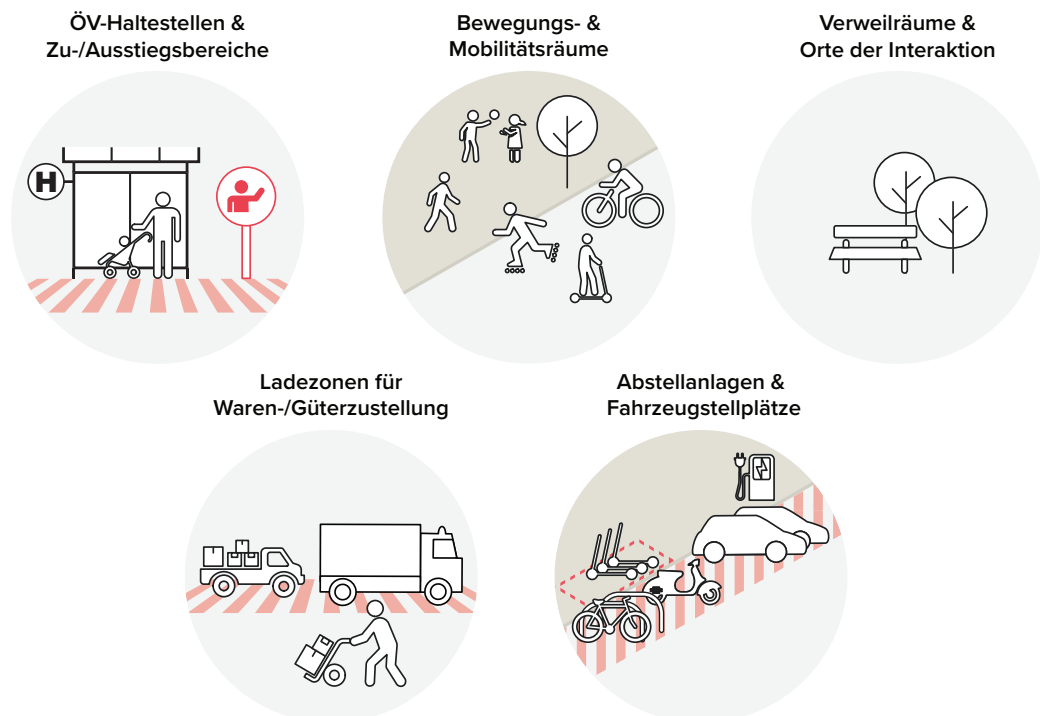 ÖV-Haltestellen &
Zu-/Ausstiegsbereiche
Bewegungs- &
Mobilitätsräume
Verweilräume &
Orte der Interaktion
H
Ladezonen für
Waren-/Güterzustellung
Abstellanlagen &
Fahrzeugstellplätze